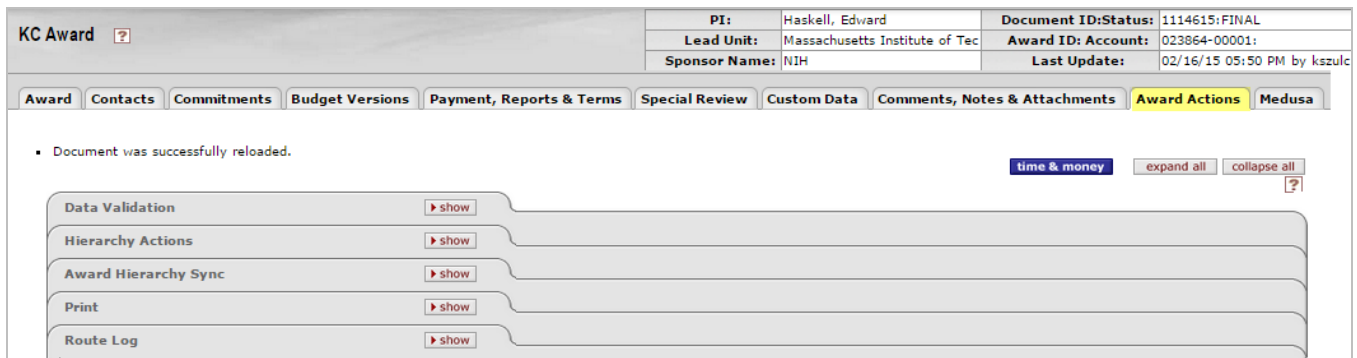 KC Award ?
PI: Haskell, Edward Document ID:Status: 1114615:FINAL
Lead Unit: Massachusetts Institute of Tec Award ID: Account: 023864-00001:
Sponsor Name: NIH Last Update: 02/16/15 05:50 PM by kszulc
Award Contacts Commitments Budget Versions Payment, Reports & Terms Special Review Custom Data Comments, Notes & Attachments Award Actions Medusa
Document was successfully reloaded.
time & money expand all collapse all
?
Data Validation show
Hierarchy Actions show
Award Hierarchy Sync show
Print show
Route Log show